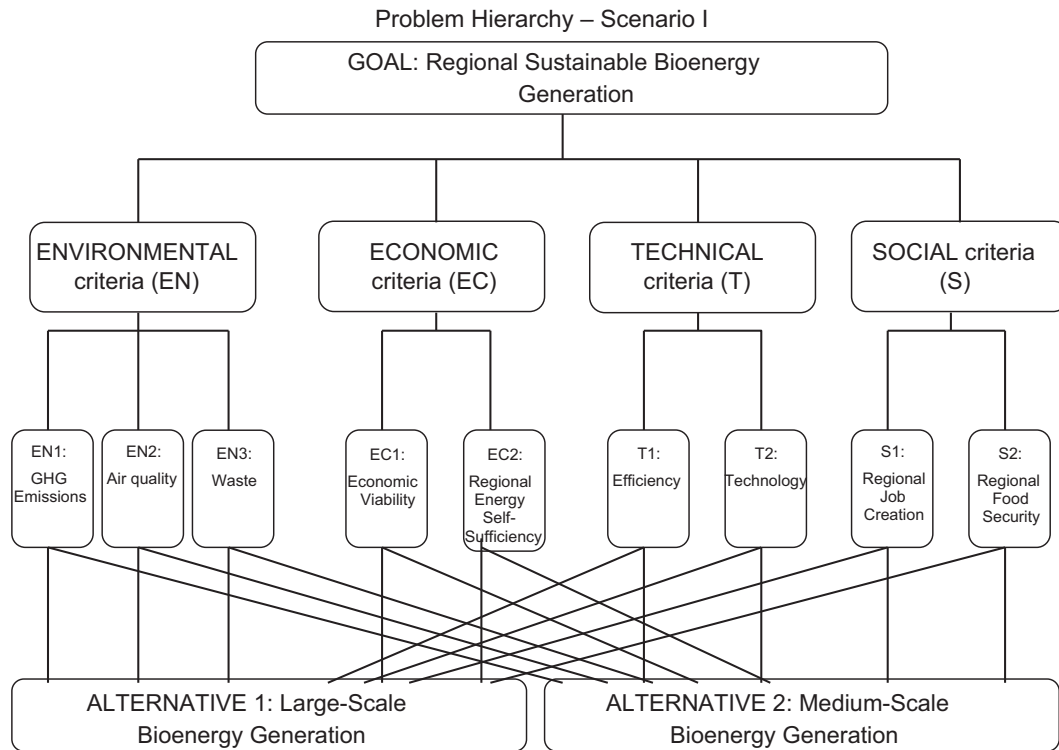 Problem Hierarchy – Scenario I
GOAL: Regional Sustainable Bioenergy
Generation
ENVIRONMENTAL
criteria (EN)
ECONOMIC
criteria (EC)
TECHNICAL
criteria (T)
SOCIAL criteria
(S)
EN1:
GHG
Emissions
EN2:
Air quality
EN3:
Waste
EC1:
Economic
Viability
EC2:
Regional
Energy
Self-
Sufficiency
T1:
Efficiency
T2:
Technology
S1:
Regional
Job
Creation
S2:
Regional
Food
Security
ALTERNATIVE 1: Large-Scale
Bioenergy Generation
ALTERNATIVE 2: Medium-Scale
Bioenergy Generation